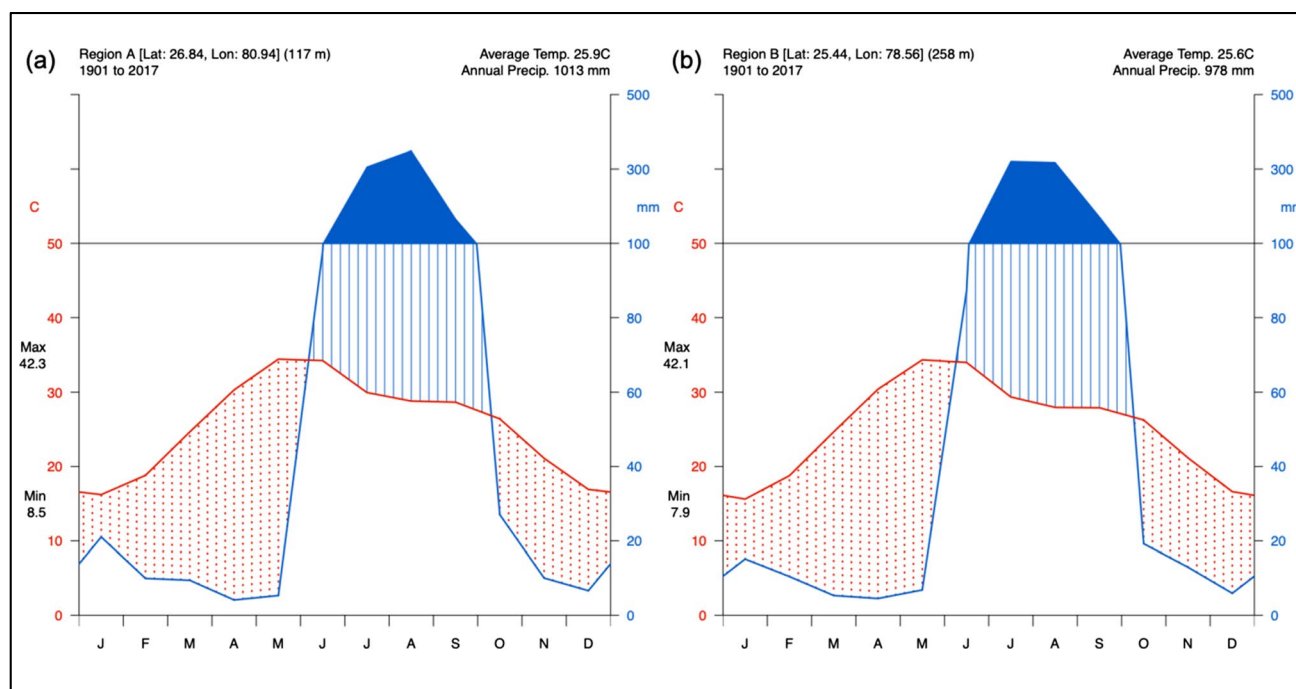 (a)
Region A [Lat: 26.84, Lon: 80.94] (117 m)
1901 to 2017
Average Temp. 25.9C
Annual Precip. 1013 mm
500
300
C
mm
50
100
40
80
Max
42.3
30
60
20
40
Min
8.5
10
20
0
0
J F M A M J J A S O N D
(b)
Region B [Lat: 25.44, Lon: 78.56] (258 m)
1901 to 2017
Average Temp. 25.6C
Annual Precip. 978 mm
500
300
C
mm
50
100
40
80
Max
42.1
30
60
20
40
Min
7.9
10
20
0
0
J F M A M J J A S O N D